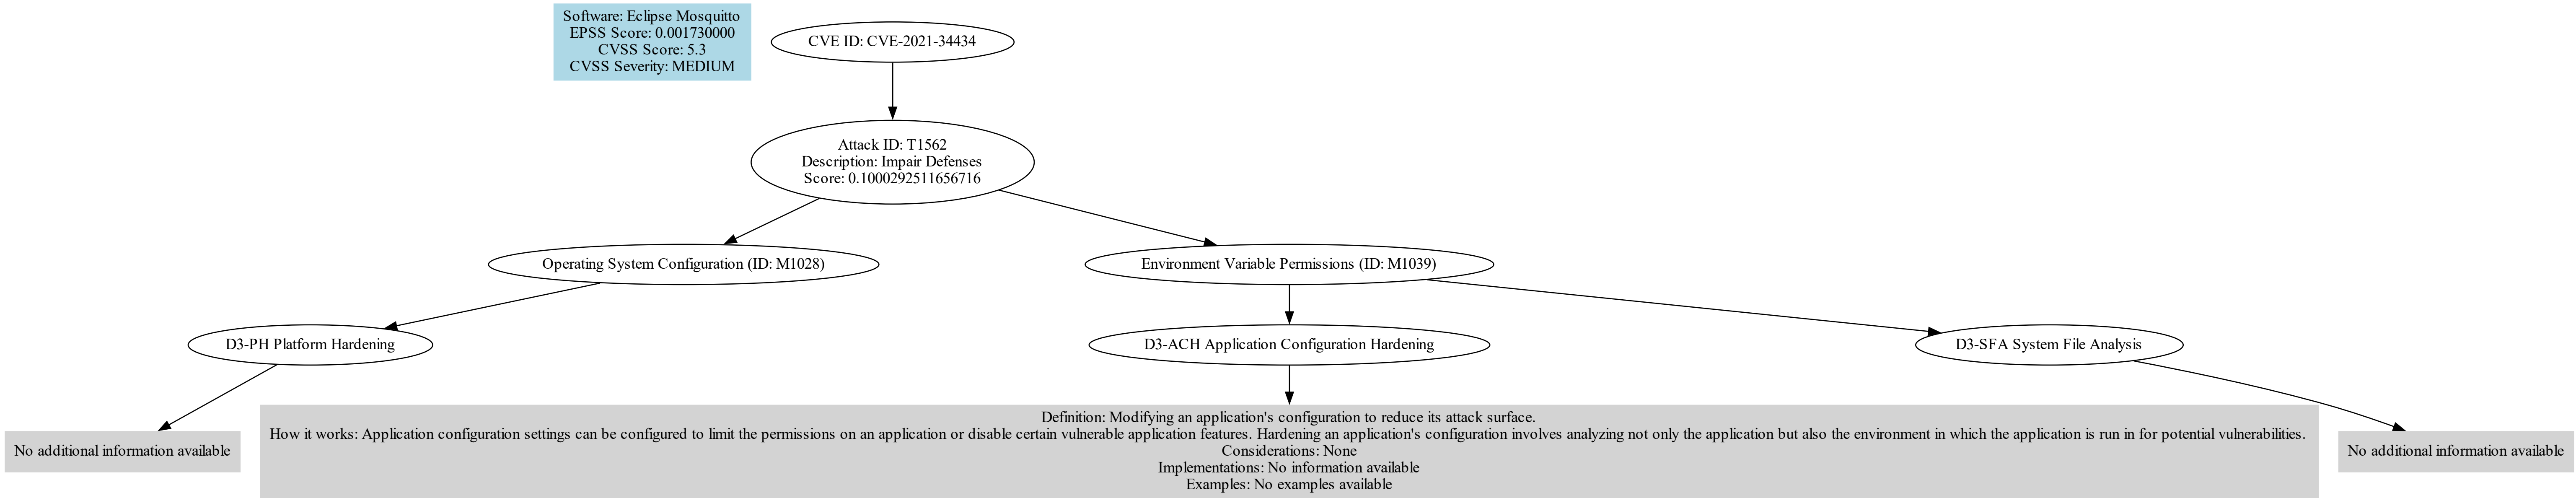 Software: Eclipse Mosquitto
EPSS Score: 0.001730000
CVSS Score: 5.3
CVSS Severity: MEDIUM
CVE ID: CVE-2021-34434
Attack ID: T1562
Description: Impair Defenses
Score: 0.1000292511656716
Operating System Configuration (ID: M1028)
Environment Variable Permissions (ID: M1039)
D3-PH Platform Hardening
D3-ACH Application Configuration Hardening
D3-SFA System File Analysis
No additional information available
Definition: Modifying an application's configuration to reduce its attack surface.
How it works: Application configuration settings can be configured to limit the permissions on an application or disable certain vulnerable application features. Hardening an application's configuration involves analyzing not only the application but also the environment in which the application is run in for potential vulnerabilities.
Considerations: None
Implementations: No information available
Examples: No examples available
No additional information available